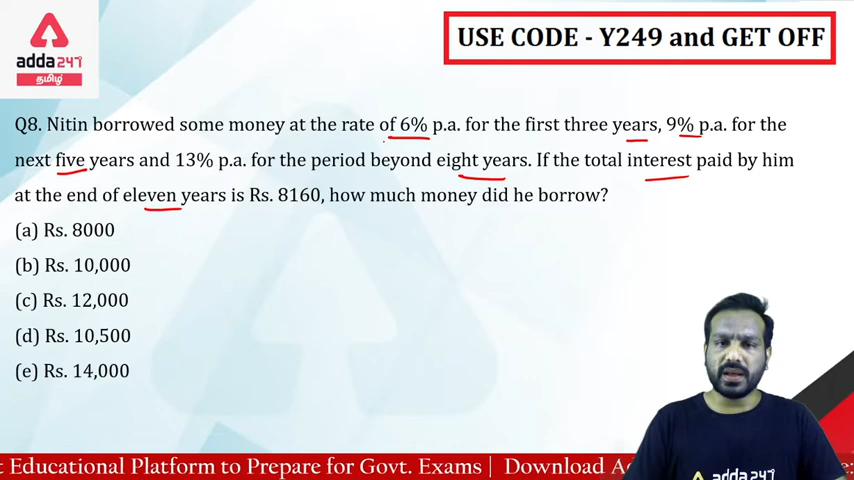 adda247
தமிழ்
USE CODE - Y249 and GET OFF
Q8. Nitin borrowed some money at the rate of 6% p.a. for the first three years, 9% p.a. for the
next five years and 13% p.a. for the period beyond eight years. If the total interest paid by him
at the end of eleven years is Rs. 8160, how much money did he borrow?
(a) Rs. 8000
(b) Rs. 10,000
(c) Rs. 12,000
(d) Rs. 10,500
(e) Rs. 14,000
adda247
t Educational Platform to Prepare for Govt. Exams | Download Ad